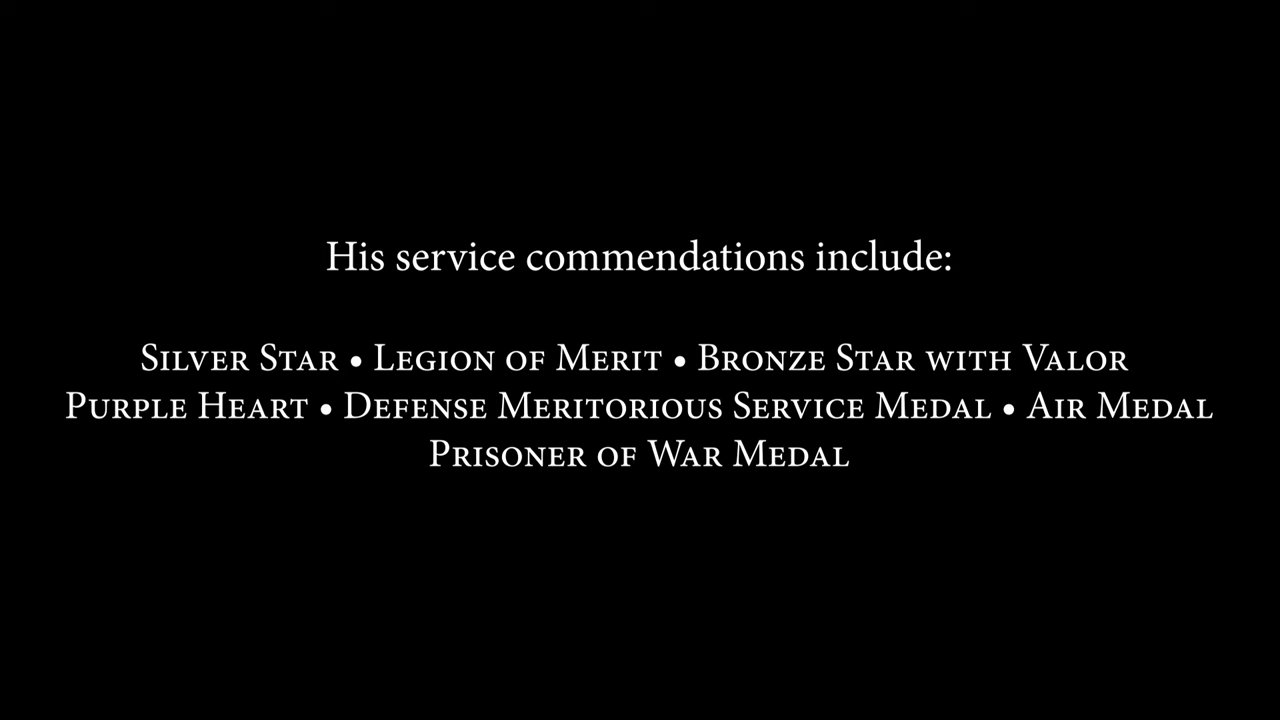 His service commendations include:
Silver Star • Legion of Merit • Bronze Star with Valor
Purple Heart • Defense Meritorious Service Medal • Air Medal
Prisoner of War Medal